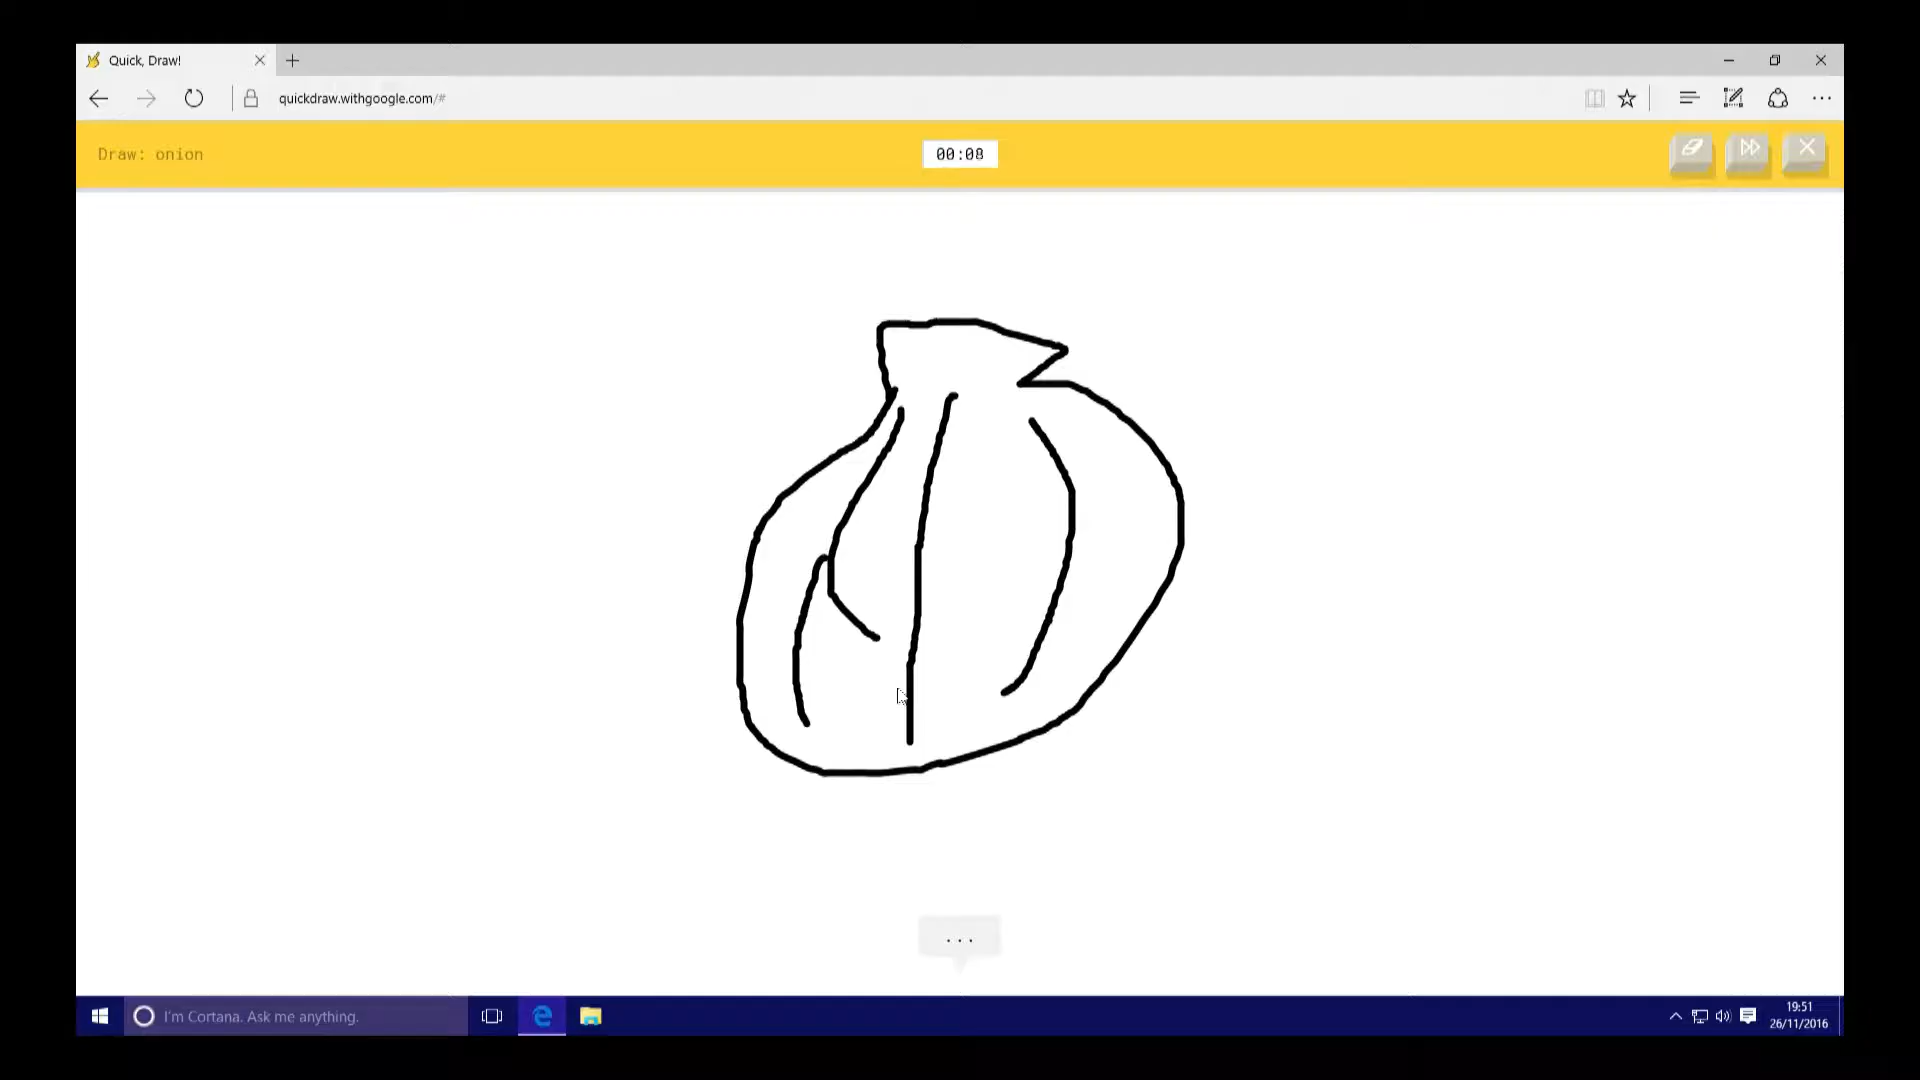 Quick, Draw!
quickdraw.withgoogle.com/#
Draw: onion
00:08
...
I'm Cortana. Ask me anything.
19:51
26/11/2016